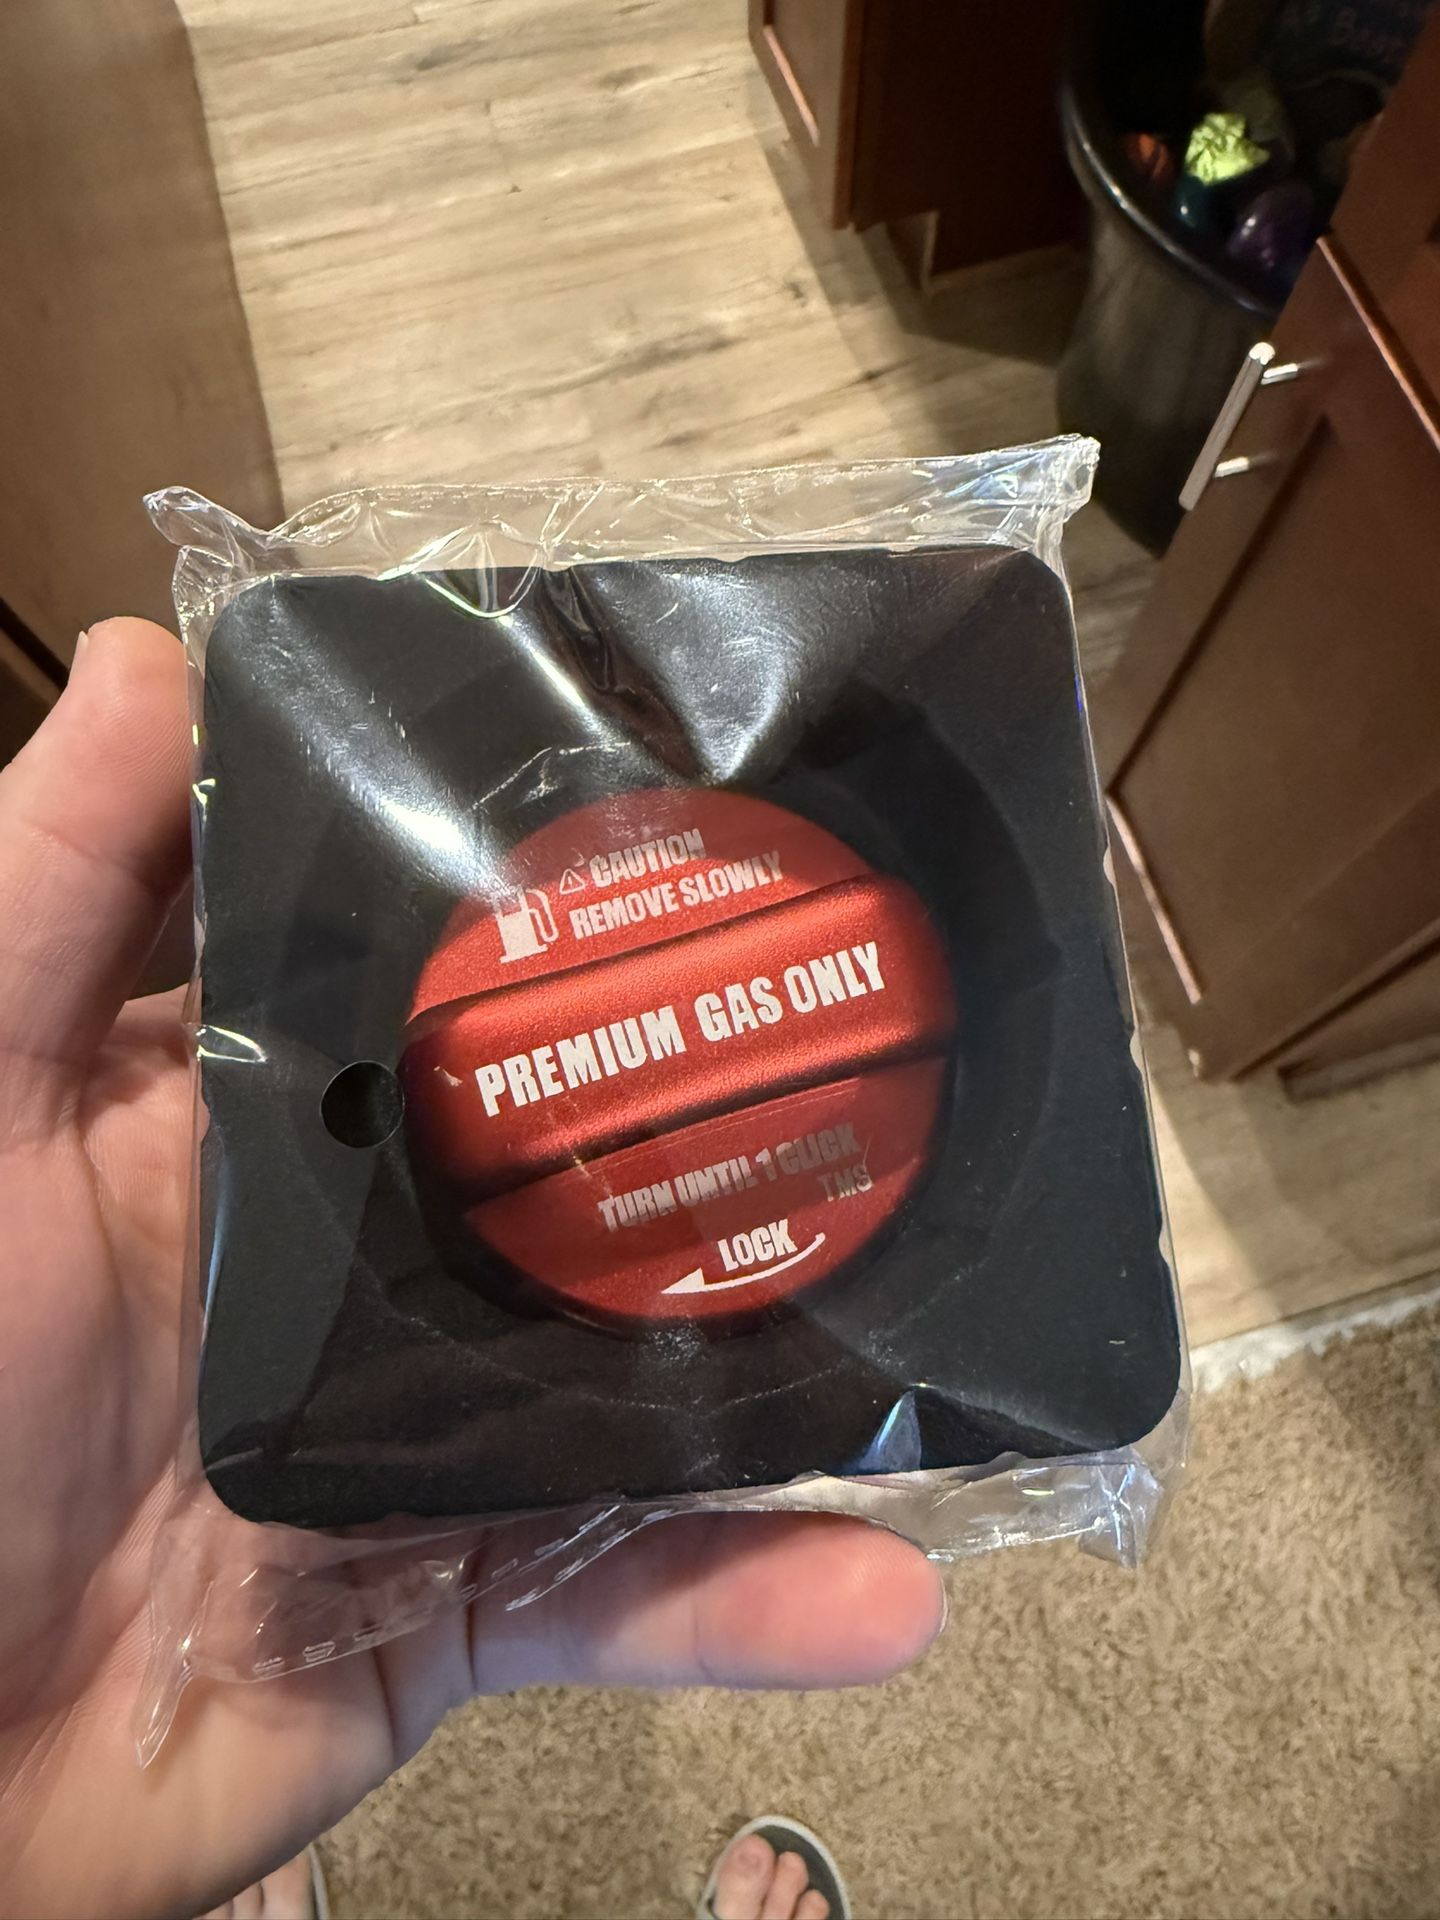 CAUTION
REMOVE SLOWLY
PREMIUM GAS ONLY
TURN UNTIL 1 CLICK
TMS
LOCK